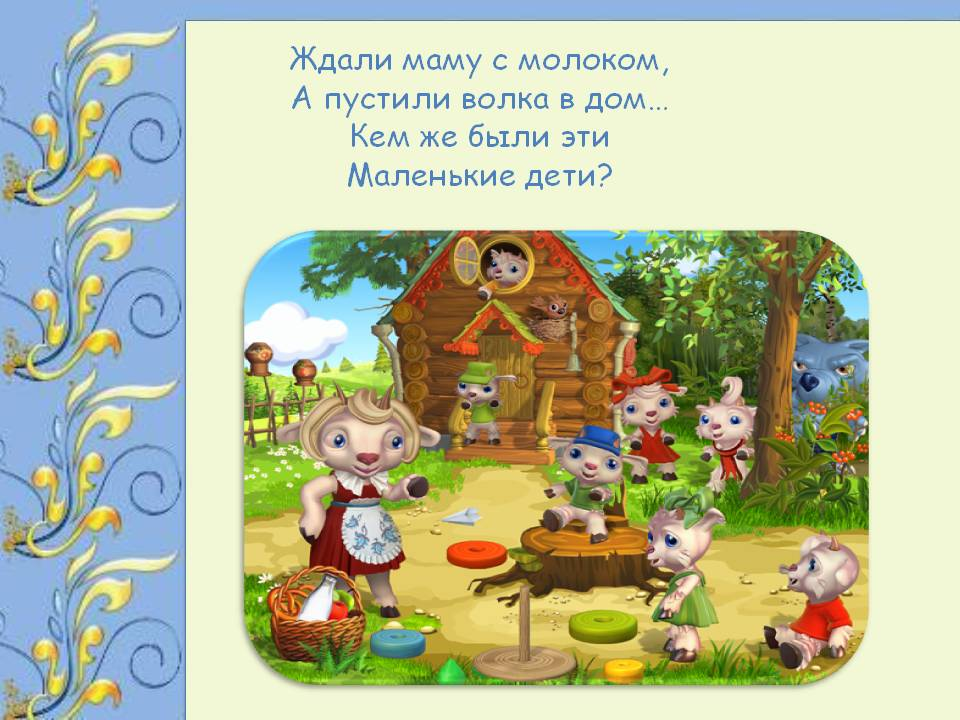 Ждали маму с молоком,
А пустили волка в дом...
Кем же были эти
Маленькие дети?